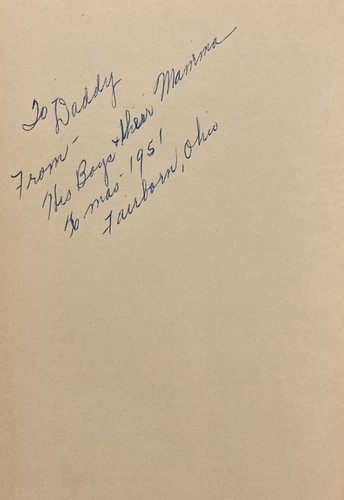 To Daddy
From -
His Boys & their Mamma
Xmas - 1951
Fairborn, Ohio